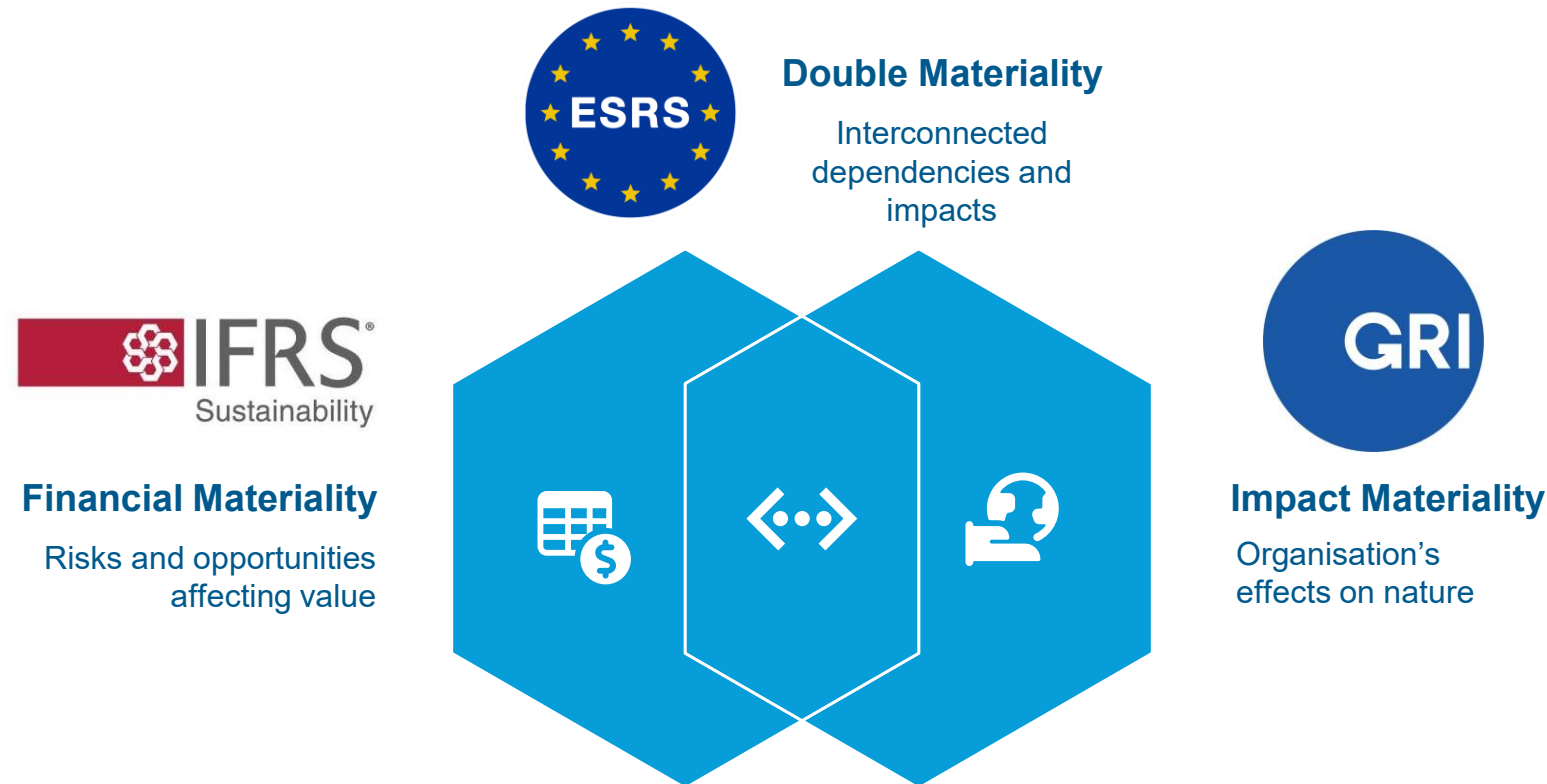 ESRS
Double Materiality
Interconnected
dependencies and
impacts
IFRS®
Sustainability
Financial Materiality
Risks and opportunities
affecting value
$
GRI
Impact Materiality
Organisation’s
effects on nature